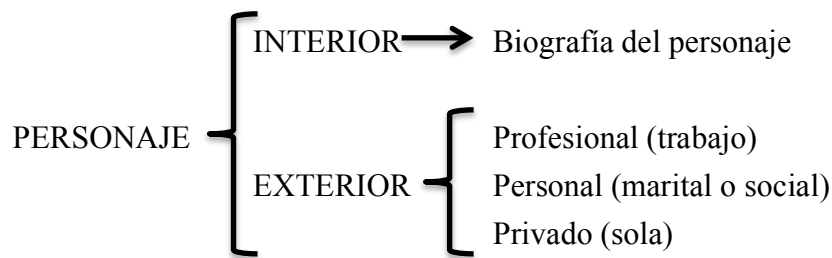 INTERIOR
Biografía del personaje
PERSONAJE
EXTERIOR
Profesional (trabajo)
Personal (marital o social)
Privado (sola)